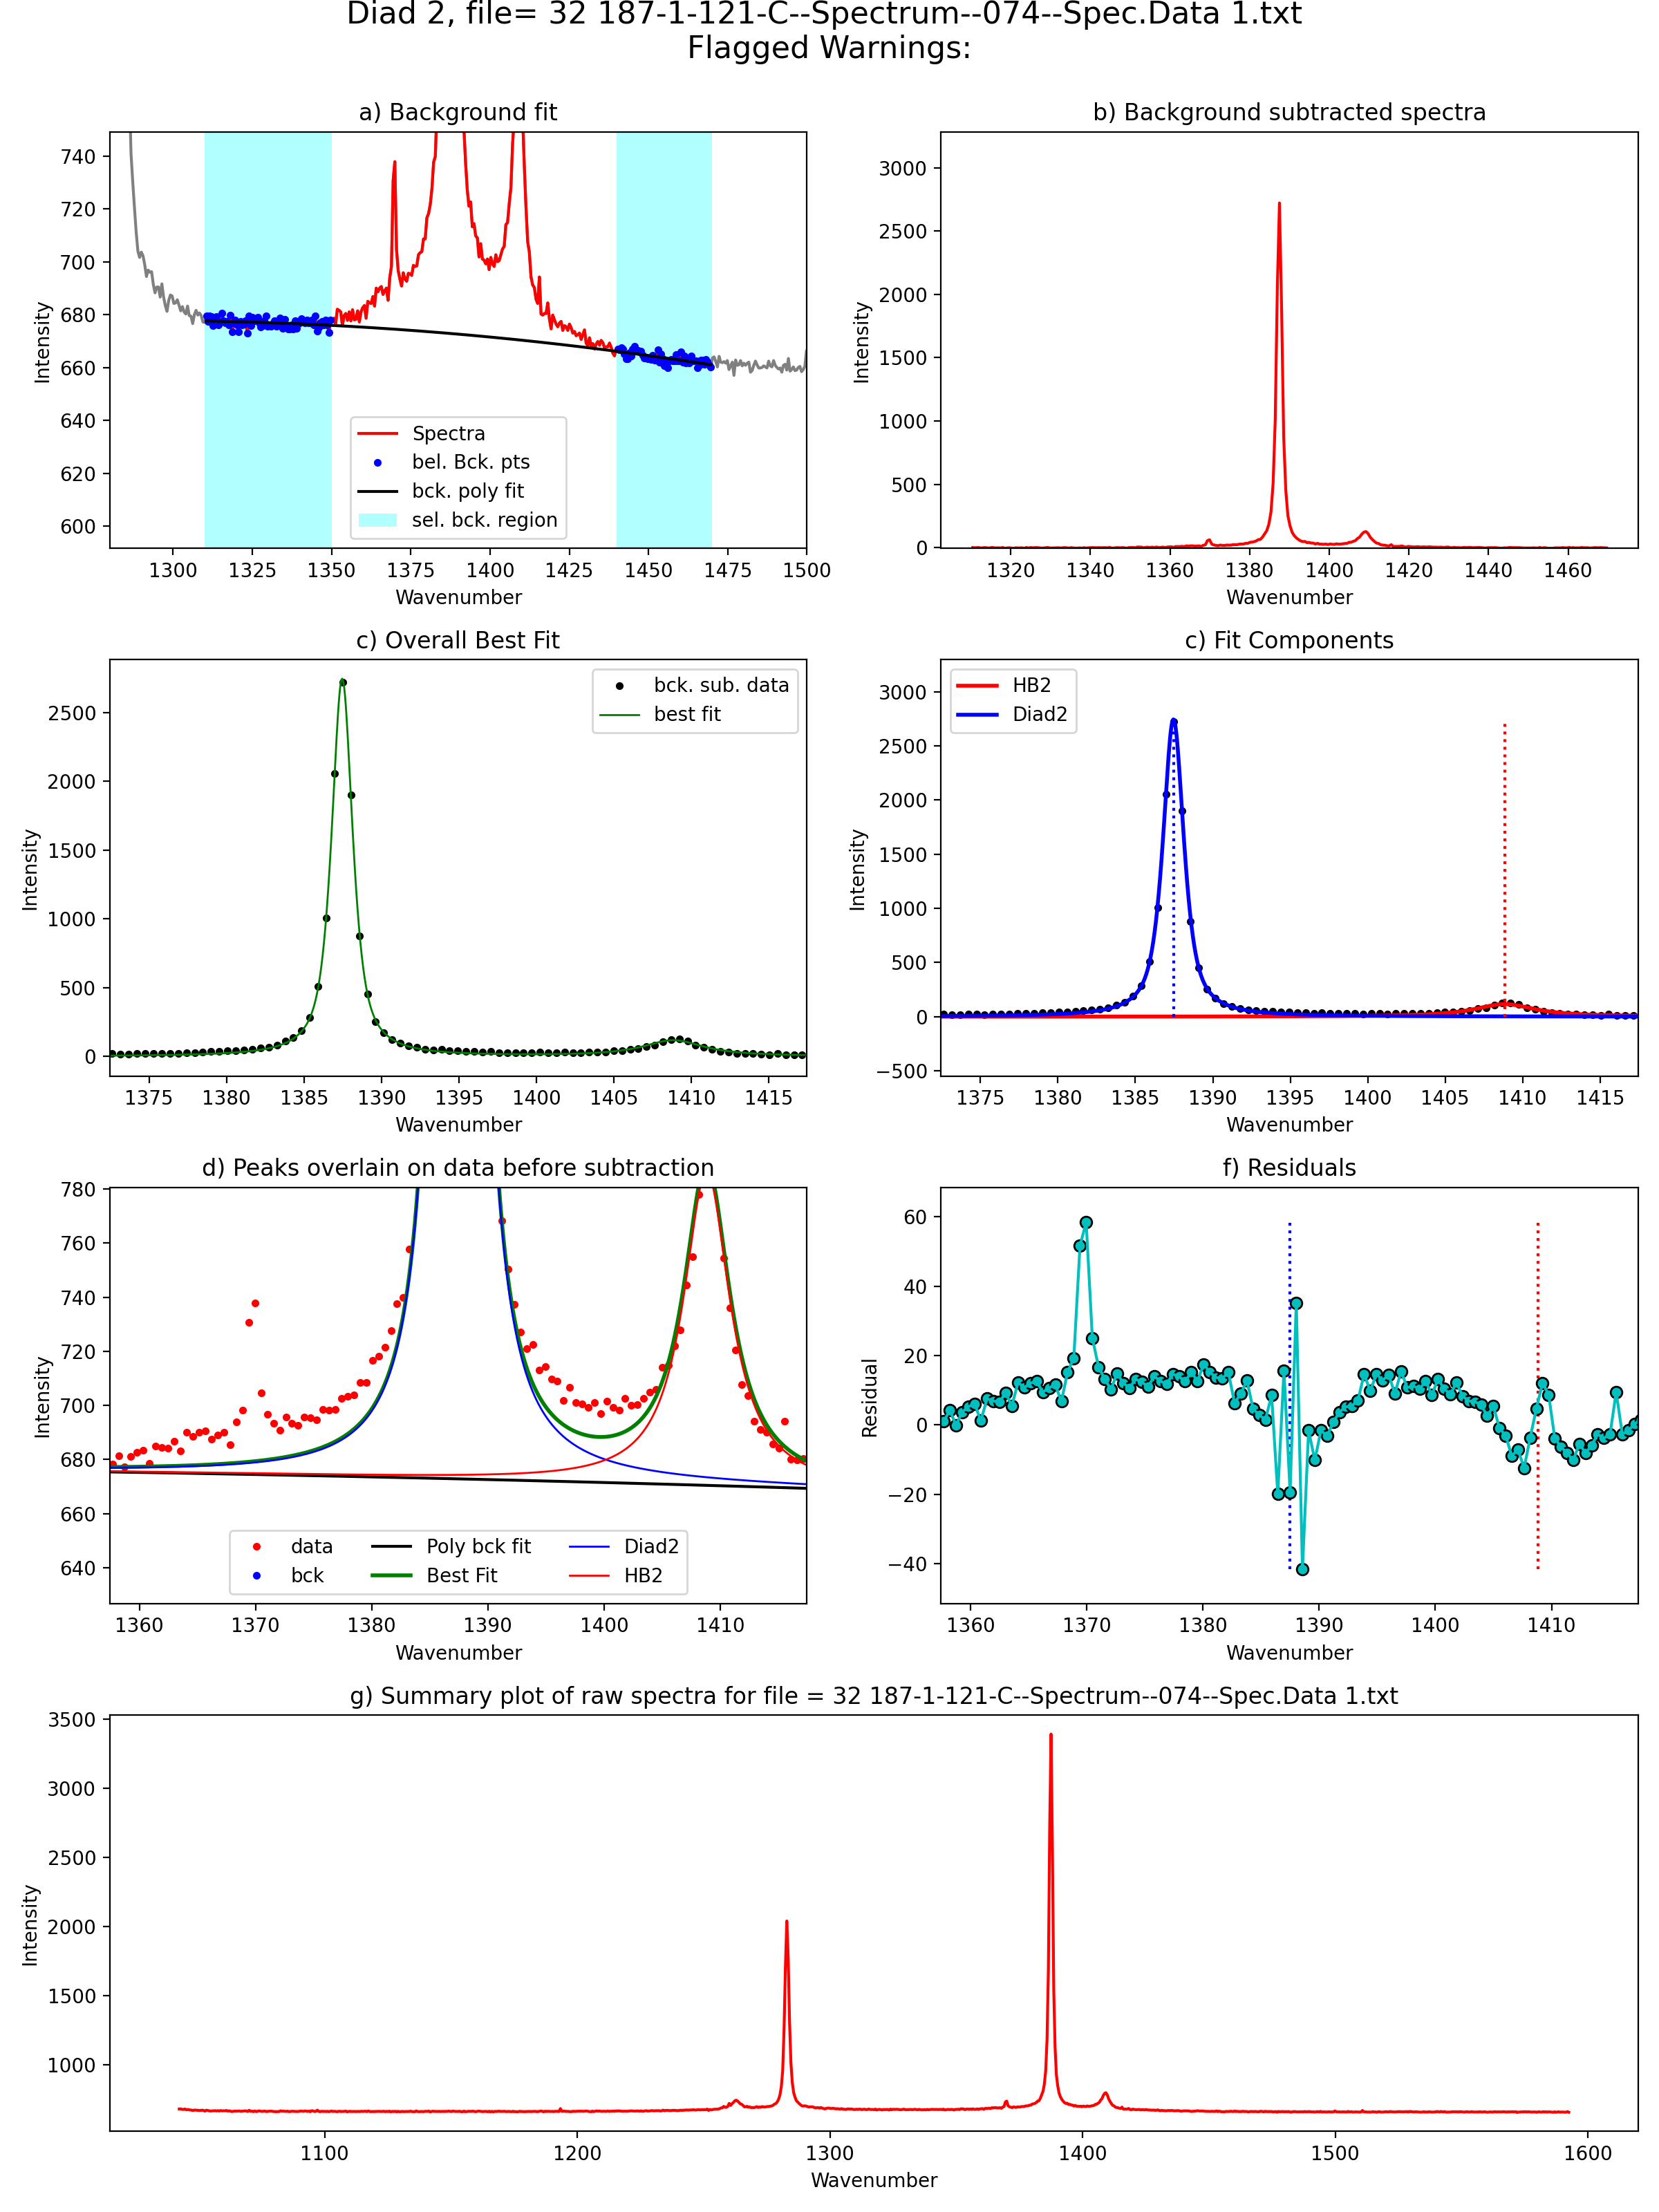 Diad 2, file= 32 187-1-121-C--Spectrum--074--Spec.Data 1.txt
Flagged Warnings:
a) Background fit
740
720
700
680
660
640
620
600
Intensity
Spectra
bel. Bck. pts
bck. poly fit
sel. bck. region
1300 1325 1350 1375 1400 1425 1450 1475 1500
Wavenumber
b) Background subtracted spectra
3000
2500
2000
1500
1000
500
0
Intensity
1320 1340 1360 1380 1400 1420 1440 1460
Wavenumber
c) Overall Best Fit
2500
2000
1500
1000
500
0
Intensity
bck. sub. data
best fit
1375 1380 1385 1390 1395 1400 1405 1410 1415
Wavenumber
c) Fit Components
3000
2500
2000
1500
1000
500
0
−500
Intensity
HB2
Diad2
1375 1380 1385 1390 1395 1400 1405 1410 1415
Wavenumber
d) Peaks overlain on data before subtraction
780
760
740
720
700
680
660
640
Intensity
data
bck
Poly bck fit
Best Fit
Diad2
HB2
1360 1370 1380 1390 1400 1410
Wavenumber
f) Residuals
60
40
20
0
−20
−40
Residual
1360 1370 1380 1390 1400 1410
Wavenumber
g) Summary plot of raw spectra for file = 32 187-1-121-C--Spectrum--074--Spec.Data 1.txt
3500
3000
2500
2000
1500
1000
Intensity
1100 1200 1300 1400 1500 1600
Wavenumber